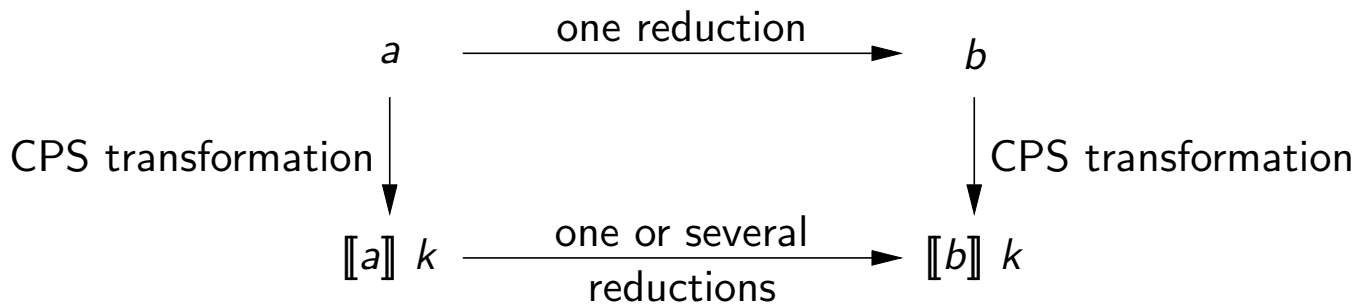 one reduction
a b
CPS transformation CPS transformation
⟦a⟧ k one or several ⟦b⟧ k
reductions